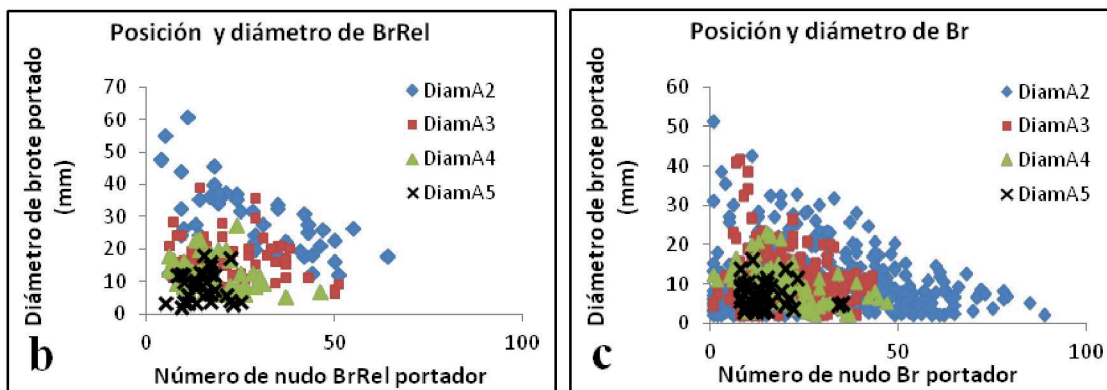 Posición y diámetro de BrRel
Diámetro de brote portado
(mm)
70
60
50
40
30
20
10
0
0
50
100
DiamA2
DiamA3
DiamA4
DiamA5
Número de nudo BrRel portador
b
Posición y diámetro de Br
Diámetro de brote portado
(mm)
60
50
40
30
20
10
0
0
50
100
DiamA2
DiamA3
DiamA4
DiamA5
Número de nudo Br portador
c